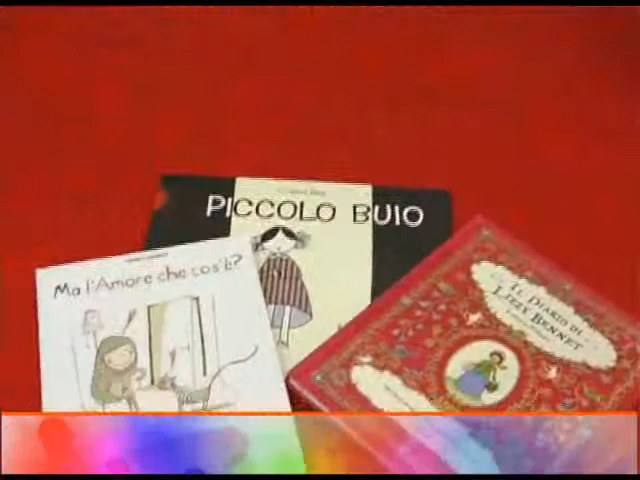 PICCOLO BUIO
Ma l'Amore che cos'è?
IL DIARIO DI
LIZZY BENNET